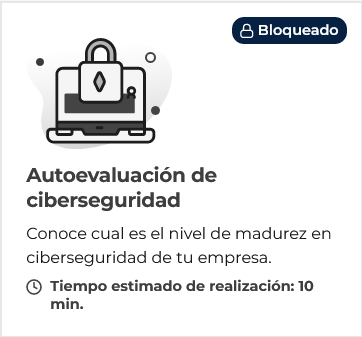 Bloqueado
Autoevaluación de
ciberseguridad
Conoce cual es el nivel de madurez en
ciberseguridad de tu empresa.
Tiempo estimado de realización: 10
min.